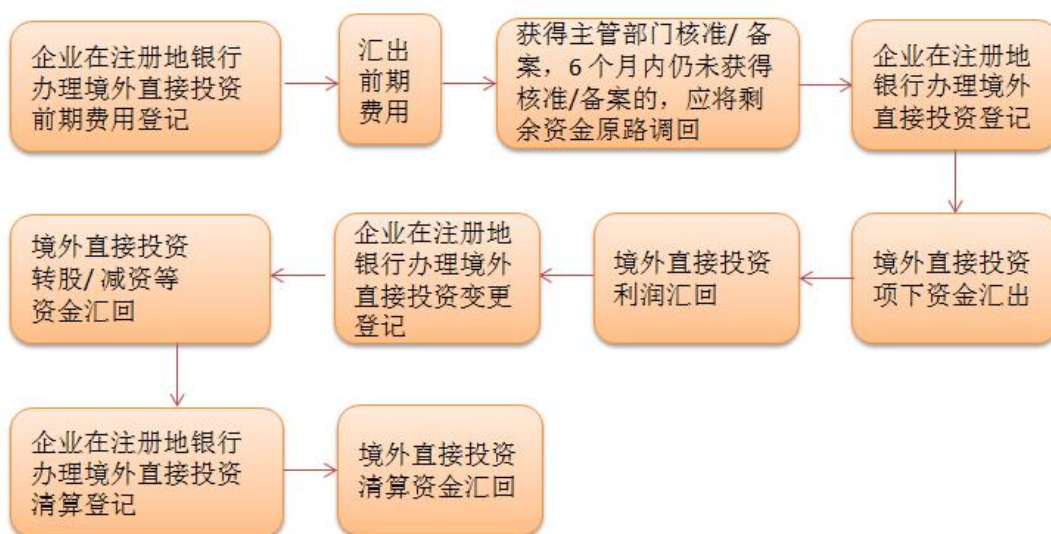 企业在注册地银行
办理境外直接投资
前期费用登记
汇出
前期
费用
获得主管部门核准/ 备
案，6 个月内仍未获得
核准/备案的，应将剩
余资金原路调回
企业在注册地
银行办理境外
直接投资登记
境外直接投资
项下资金汇出
境外直接投资
利润汇回
企业在注册地
银行办理境外
直接投资变更
登记
境外直接投资
转股/ 减资等
资金汇回
企业在注册地银行
办理境外直接投资
清算登记
境外直接投资
清算资金汇回